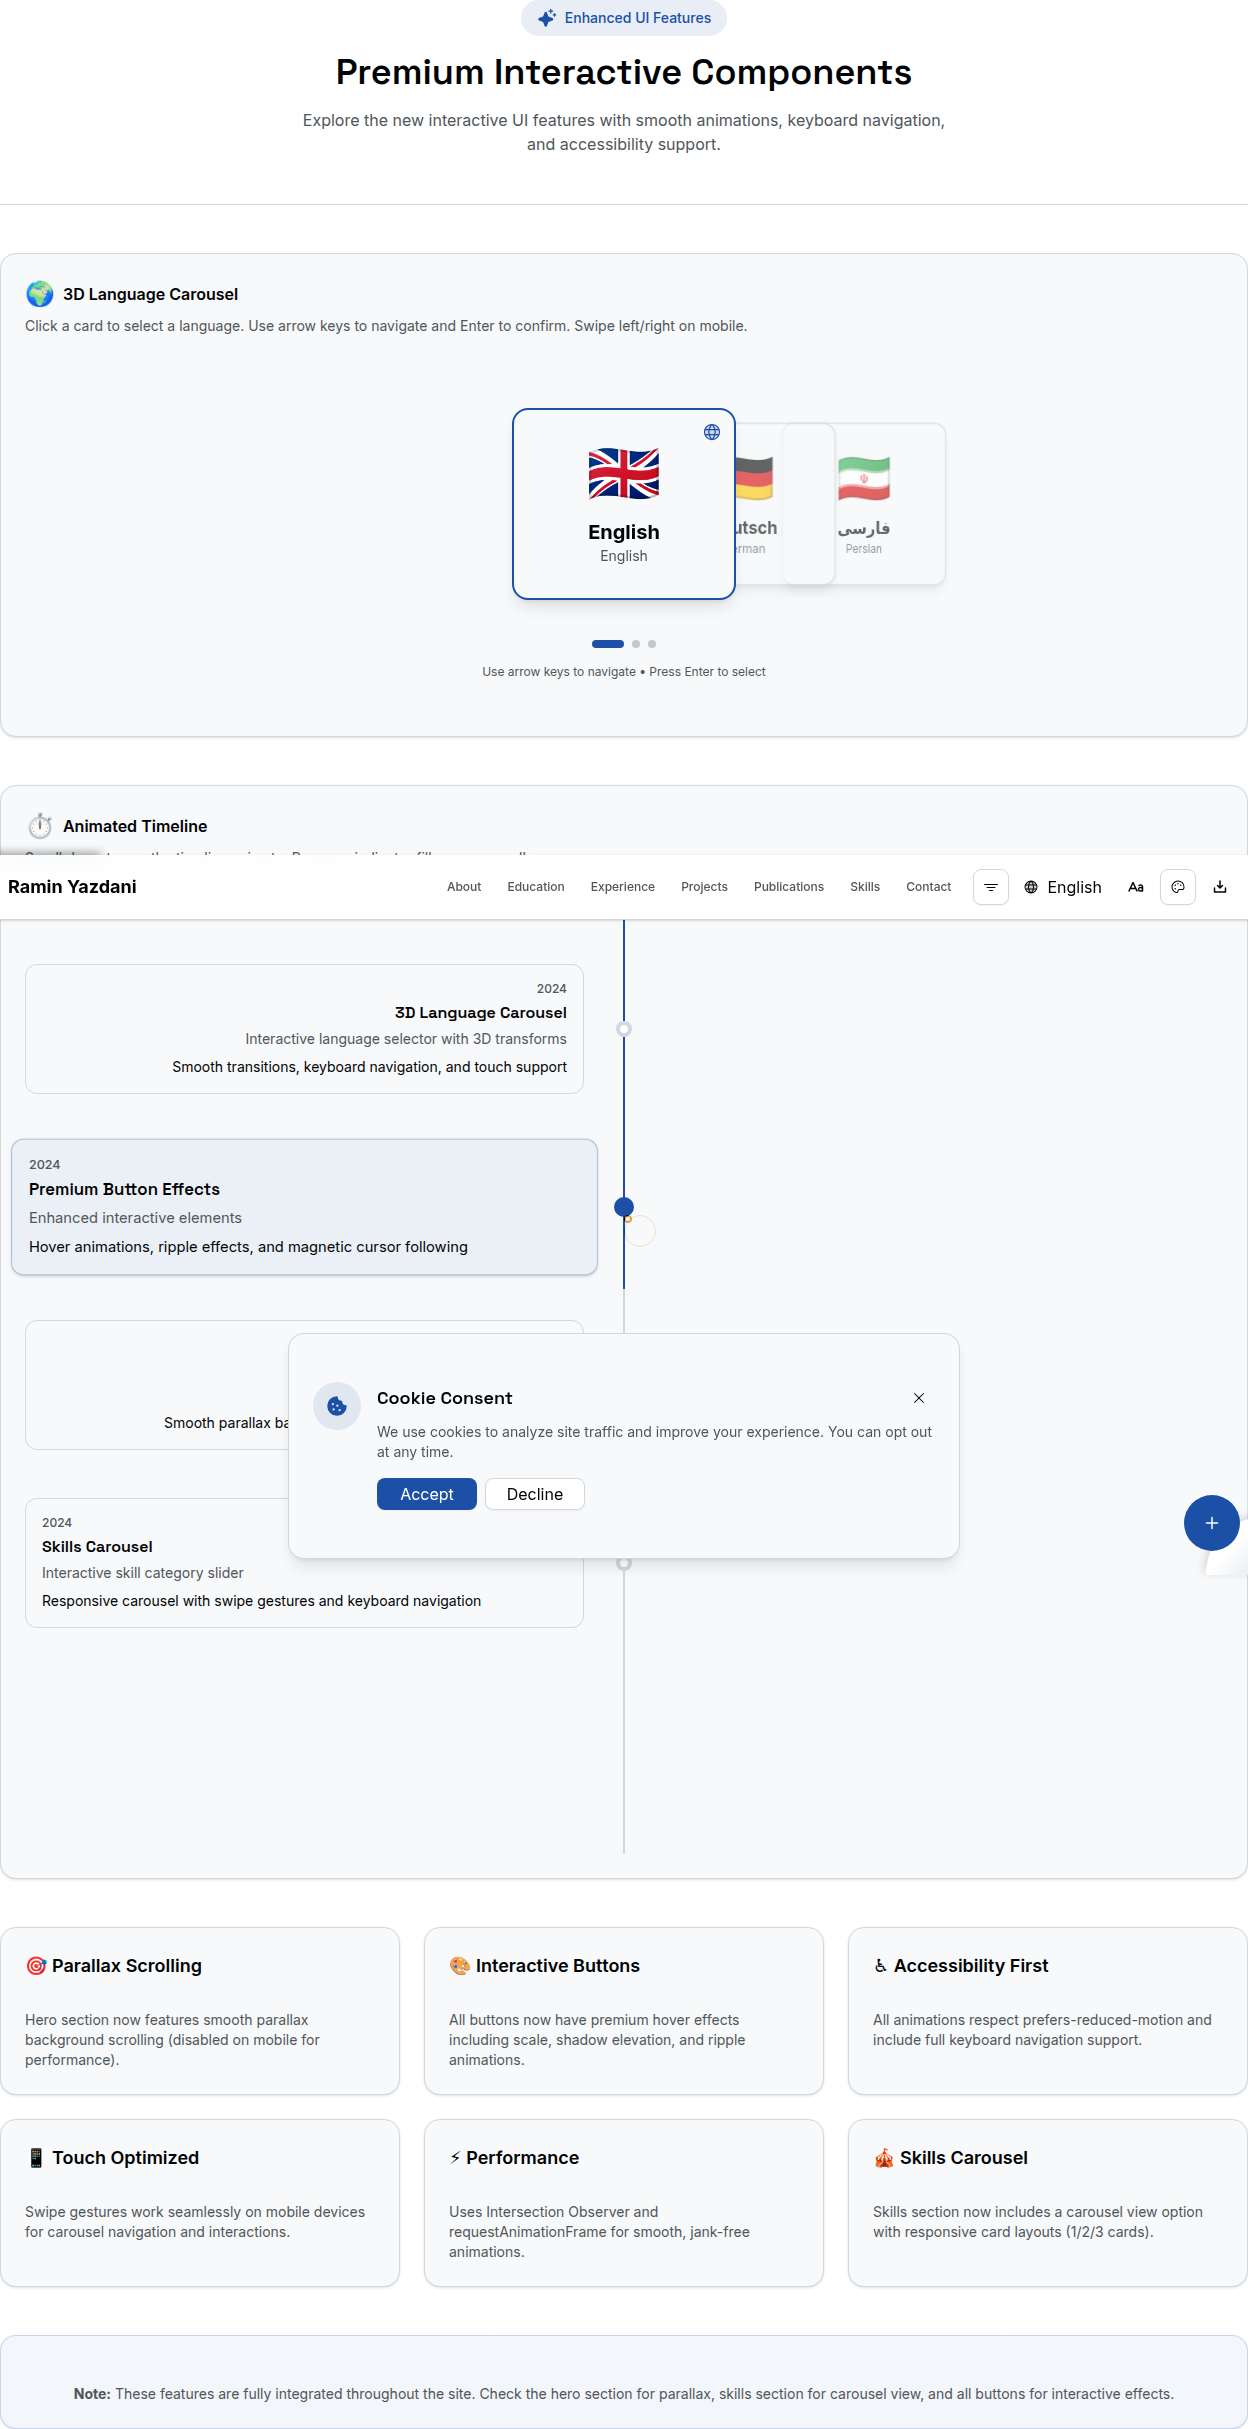 Enhanced UI Features
Premium Interactive Components
Explore the new interactive UI features with smooth animations, keyboard navigation,
and accessibility support.
3D Language Carousel
Click a card to select a language. Use arrow keys to navigate and Enter to confirm. Swipe left/right on mobile.
English
English
utsch
erman
فارسی
Persian
Use arrow keys to navigate • Press Enter to select
Animated Timeline
Ramin Yazdani
About
Education
Experience
Projects
Publications
Skills
Contact
English
Aa
2024
3D Language Carousel
Interactive language selector with 3D transforms
Smooth transitions, keyboard navigation, and touch support
2024
Premium Button Effects
Enhanced interactive elements
Hover animations, ripple effects, and magnetic cursor following
Smooth parallax ba
Cookie Consent
We use cookies to analyze site traffic and improve your experience. You can opt out
at any time.
Accept
Decline
2024
Skills Carousel
Interactive skill category slider
Responsive carousel with swipe gestures and keyboard navigation
Parallax Scrolling
Hero section now features smooth parallax
background scrolling (disabled on mobile for
performance).
Interactive Buttons
All buttons now have premium hover effects
including scale, shadow elevation, and ripple
animations.
Accessibility First
All animations respect prefers-reduced-motion and
include full keyboard navigation support.
Touch Optimized
Swipe gestures work seamlessly on mobile devices
for carousel navigation and interactions.
Performance
Uses Intersection Observer and
requestAnimationFrame for smooth, jank-free
animations.
Skills Carousel
Skills section now includes a carousel view option
with responsive card layouts (1/2/3 cards).
Note: These features are fully integrated throughout the site. Check the hero section for parallax, skills section for carousel view, and all buttons for interactive effects.